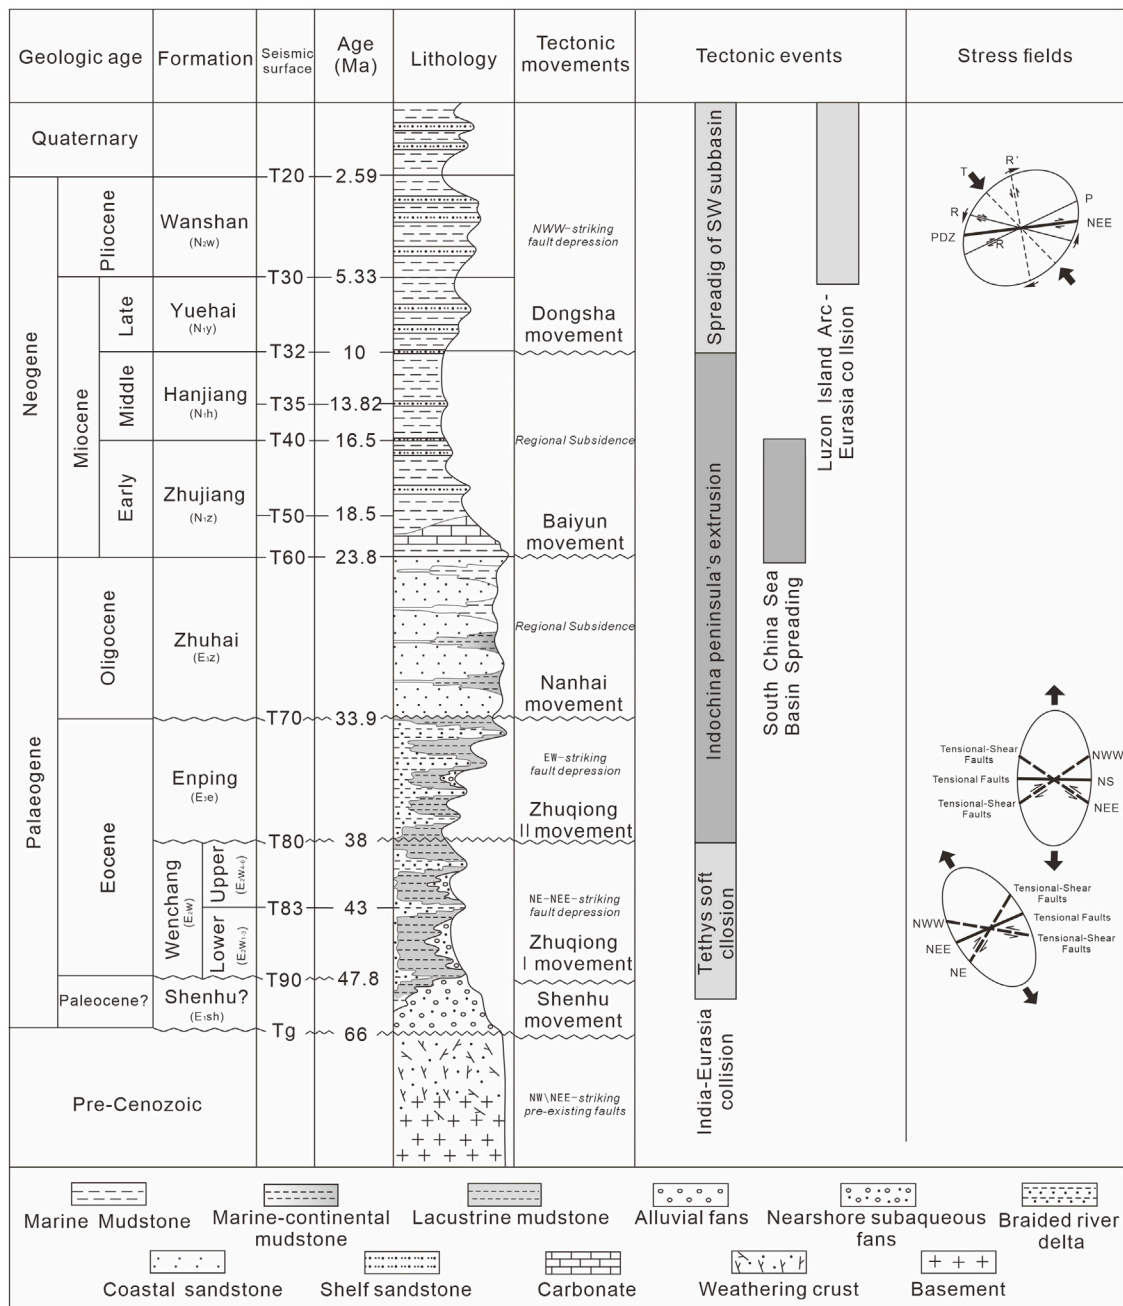 Geologic age
Formation
Seismic
surface
Age
(Ma)
Lithology
Tectonic
movements
Tectonic events
Stress fields
Quaternary
Neogene
Pliocene
Miocene
Late
Middle
Early
Palaeogene
Oligocene
Eocene
Paleocene?
Pre-Cenozoic
Wanshan
(N₂w)
Yuehai
(N₁y)
Hanjiang
(N₁h)
Zhujiang
(N₁z)
Zhuhai
(E₃z)
Enping
(E₃e)
Wenchang
(E₂w)
Upper
(E₂w₄₋₆)
Lower
(E₂w₁₋₃)
Shenhu?
(E₁sh)
T20 2.59
T30 5.33
T32 10
T35 13.82
T40 16.5
T50 18.5
T60 23.8
T70 33.9
T80 38
T83 43
T90 47.8
Tg 66
NWW-striking
fault depression
Dongsha
movement
Regional Subsidence
Baiyun
movement
Regional Subsidence
Nanhai
movement
EW-striking
fault depression
Zhuqiong
II movement
NE-NEE-striking
fault depression
Zhuqiong
I movement
Shenhu
movement
NW\NEE-striking
pre-existing faults
Spreadig of SW subbasin
Indochina peninsula's extrusion
Tethys soft
cllosion
India-Eurasia
collision
South China Sea
Basin Spreading
Luzon Island Arc-
Eurasia collsion
T
R'
P
R
NEE
PDZ
R
Tensional-Shear
Faults
NWW
Tensional Faults
NS
Tensional-Shear
Faults
NEE
Tensional-Shear
Faults
Tensional Faults
NWW
Tensional-Shear
Faults
NEE
NE
Marine Mudstone
Marine-continental
mudstone
Lacustrine mudstone
Alluvial fans
Nearshore subaqueous
fans
Braided river
delta
Coastal sandstone
Shelf sandstone
Carbonate
Weathering crust
Basement